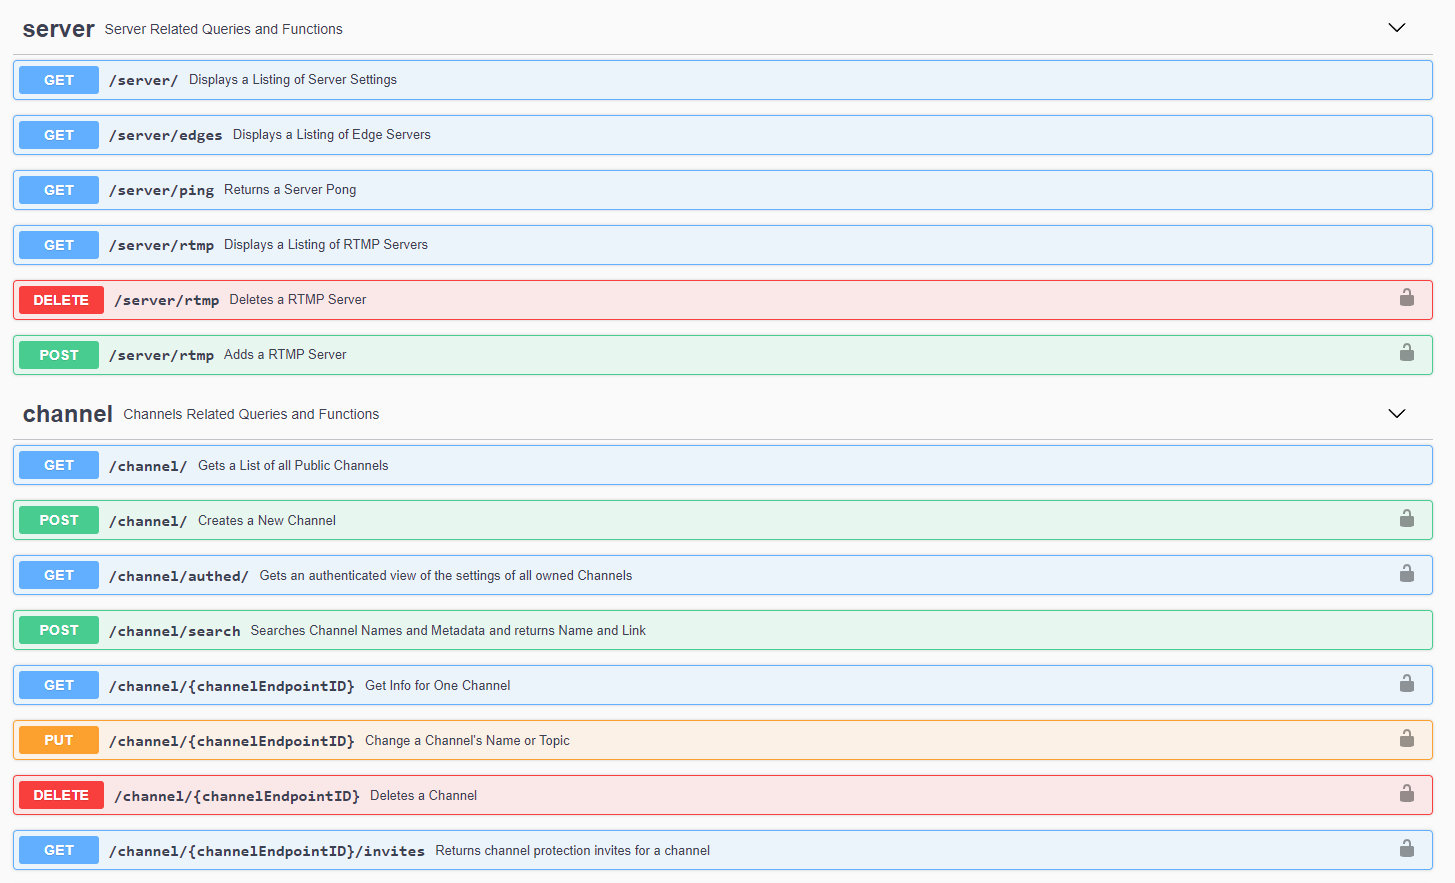 server Server Related Queries and Functions
GET /server/ Displays a Listing of Server Settings
GET /server/edges Displays a Listing of Edge Servers
GET /server/ping Returns a Server Pong
GET /server/rtmp Displays a Listing of RTMP Servers
DELETE /server/rtmp Deletes a RTMP Server
POST /server/rtmp Adds a RTMP Server
channel Channels Related Queries and Functions
GET /channel/ Gets a List of all Public Channels
POST /channel/ Creates a New Channel
GET /channel/authed/ Gets an authenticated view of the settings of all owned Channels
POST /channel/search Searches Channel Names and Metadata and returns Name and Link
GET /channel/{channelEndpointID} Get Info for One Channel
PUT /channel/{channelEndpointID} Change a Channel's Name or Topic
DELETE /channel/{channelEndpointID} Deletes a Channel
GET /channel/{channelEndpointID}/invites Returns channel protection invites for a channel